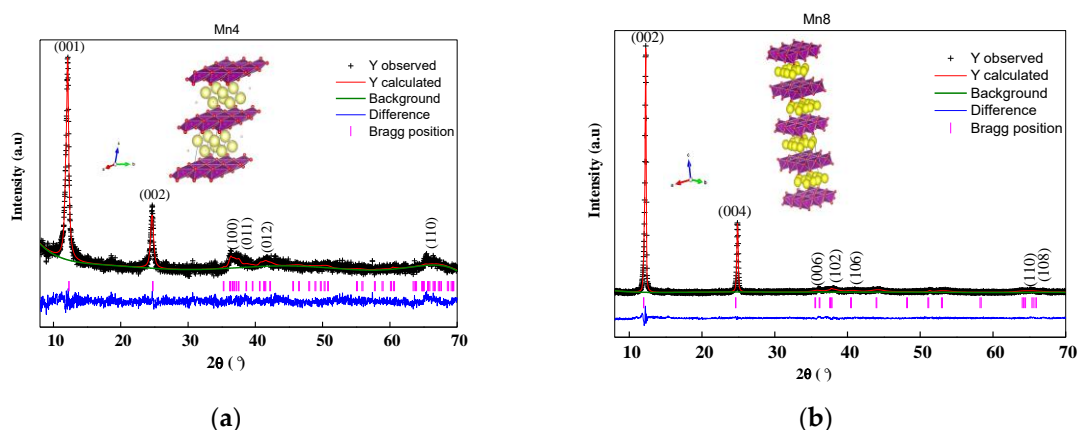 Mn4
(001)
(002)
(100)
(011)
(012)
(110)
Y observed
Y calculated
Background
Difference
Bragg position
Intensity (a.u)
10 20 30 40 50 60 70
2θ (°)
(a)
Mn8
(002)
(004)
(006)
(102)
(106)
(110)
(108)
Y observed
Y calculated
Background
Difference
Bragg position
Intensity (a.u)
10 20 30 40 50 60 70
2θ (°)
(b)